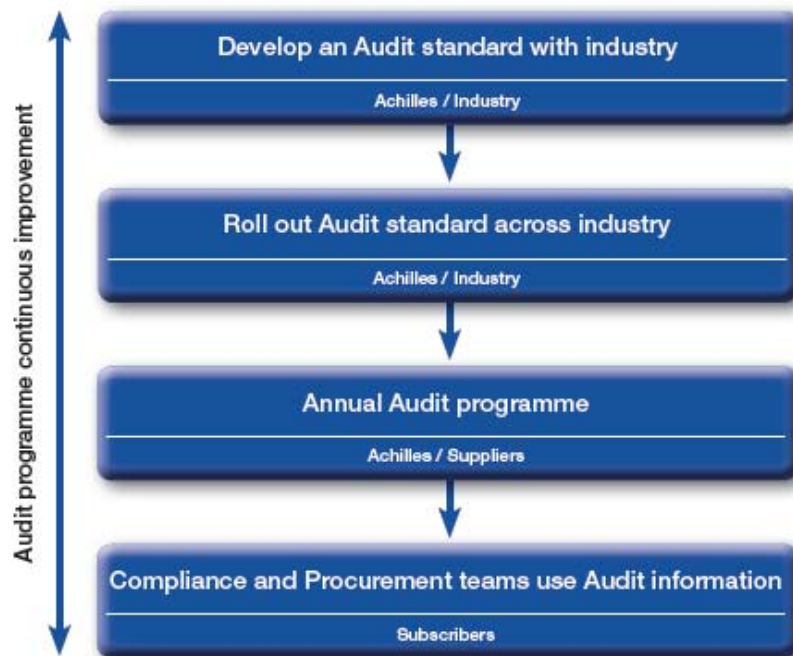 Audit programme continuous improvement
Develop an Audit standard with industry
Achilles / Industry
Roll out Audit standard across industry
Achilles / Industry
Annual Audit programme
Achilles / Suppliers
Compliance and Procurement teams use Audit information
Subscribers